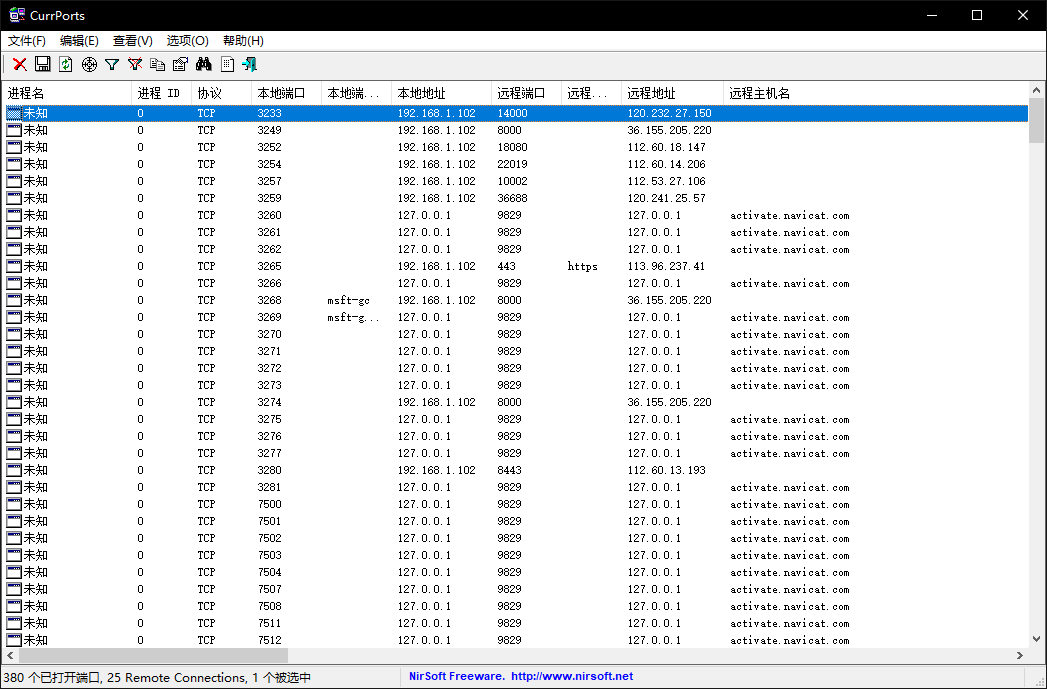 CurrPorts
文件(F) 编辑(E) 查看(V) 选项(O) 帮助(H)
进程名 进程 ID 协议 本地端口 本地端... 本地地址 远程端口 远程... 远程地址 远程主机名
未知 0 TCP 3233 192.168.1.102 14000 120.232.27.150
未知 0 TCP 3249 192.168.1.102 8000 36.155.205.220
未知 0 TCP 3252 192.168.1.102 18080 112.60.18.147
未知 0 TCP 3254 192.168.1.102 22019 112.60.14.206
未知 0 TCP 3257 192.168.1.102 10002 112.53.27.106
未知 0 TCP 3259 192.168.1.102 36688 120.241.25.57
未知 0 TCP 3260 127.0.0.1 9829 127.0.0.1 activate.navicat.com
未知 0 TCP 3261 127.0.0.1 9829 127.0.0.1 activate.navicat.com
未知 0 TCP 3262 127.0.0.1 9829 127.0.0.1 activate.navicat.com
未知 0 TCP 3265 192.168.1.102 443 https 113.96.237.41
未知 0 TCP 3266 127.0.0.1 9829 127.0.0.1 activate.navicat.com
未知 0 TCP 3268 msft-gc 192.168.1.102 8000 36.155.205.220
未知 0 TCP 3269 msft-g... 127.0.0.1 9829 127.0.0.1 activate.navicat.com
未知 0 TCP 3270 127.0.0.1 9829 127.0.0.1 activate.navicat.com
未知 0 TCP 3271 127.0.0.1 9829 127.0.0.1 activate.navicat.com
未知 0 TCP 3272 127.0.0.1 9829 127.0.0.1 activate.navicat.com
未知 0 TCP 3273 127.0.0.1 9829 127.0.0.1 activate.navicat.com
未知 0 TCP 3274 192.168.1.102 8000 36.155.205.220
未知 0 TCP 3275 127.0.0.1 9829 127.0.0.1 activate.navicat.com
未知 0 TCP 3276 127.0.0.1 9829 127.0.0.1 activate.navicat.com
未知 0 TCP 3277 127.0.0.1 9829 127.0.0.1 activate.navicat.com
未知 0 TCP 3280 192.168.1.102 8443 112.60.13.193
未知 0 TCP 3281 127.0.0.1 9829 127.0.0.1 activate.navicat.com
未知 0 TCP 7500 127.0.0.1 9829 127.0.0.1 activate.navicat.com
未知 0 TCP 7501 127.0.0.1 9829 127.0.0.1 activate.navicat.com
未知 0 TCP 7502 127.0.0.1 9829 127.0.0.1 activate.navicat.com
未知 0 TCP 7503 127.0.0.1 9829 127.0.0.1 activate.navicat.com
未知 0 TCP 7504 127.0.0.1 9829 127.0.0.1 activate.navicat.com
未知 0 TCP 7507 127.0.0.1 9829 127.0.0.1 activate.navicat.com
未知 0 TCP 7508 127.0.0.1 9829 127.0.0.1 activate.navicat.com
未知 0 TCP 7511 127.0.0.1 9829 127.0.0.1 activate.navicat.com
未知 0 TCP 7512 127.0.0.1 9829 127.0.0.1 activate.navicat.com
380 个已打开端口, 25 Remote Connections, 1 个被选中 NirSoft Freeware. http://www.nirsoft.net